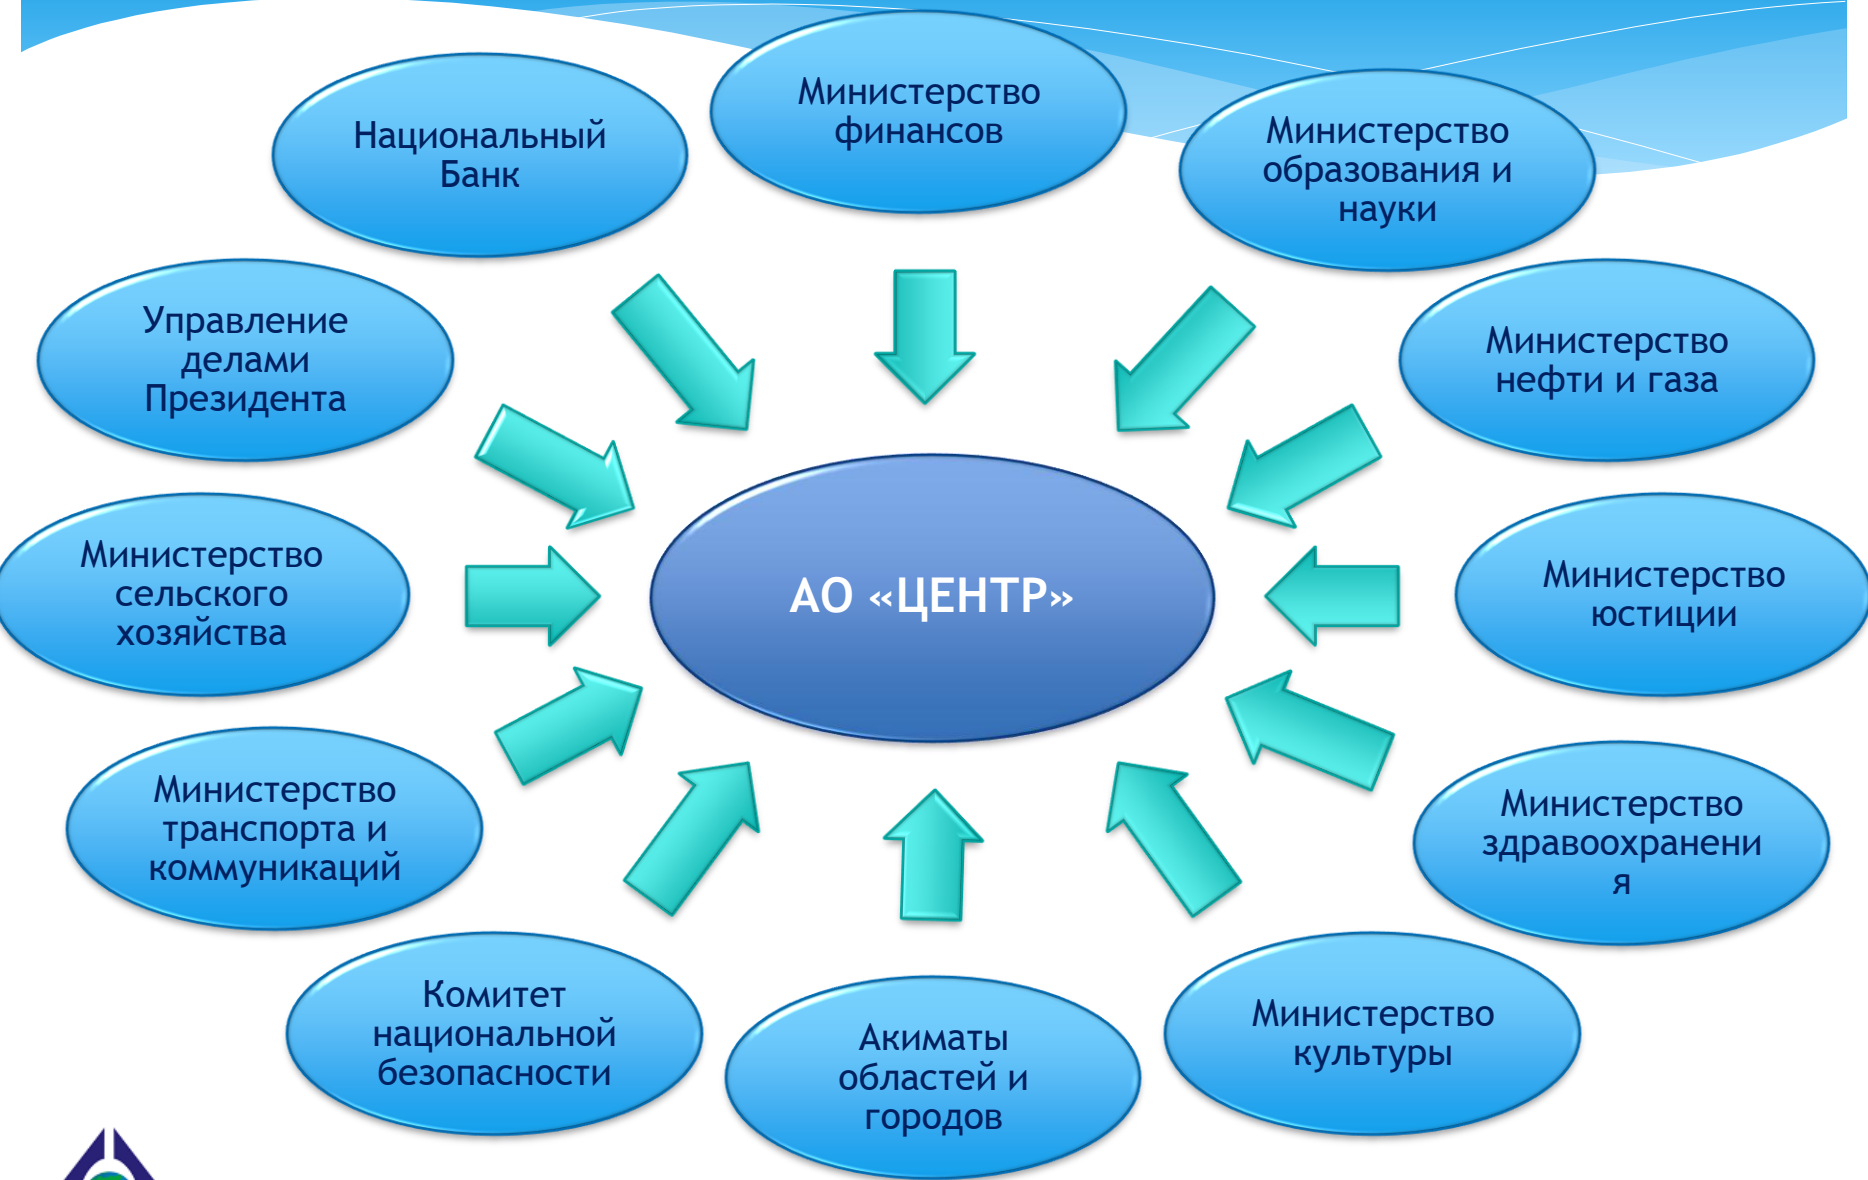 Министерство
финансов
Национальный
Банк
Министерство
образования и
науки
Управление
делами
Президента
Министерство
нефти и газа
Министерство
сельского
хозяйства
АО «ЦЕНТР»
Министерство
юстиции
Министерство
транспорта и
коммуникаций
Министерство
здравоохранени
я
Комитет
национальной
безопасности
Акиматы
областей и
городов
Министерство
культуры